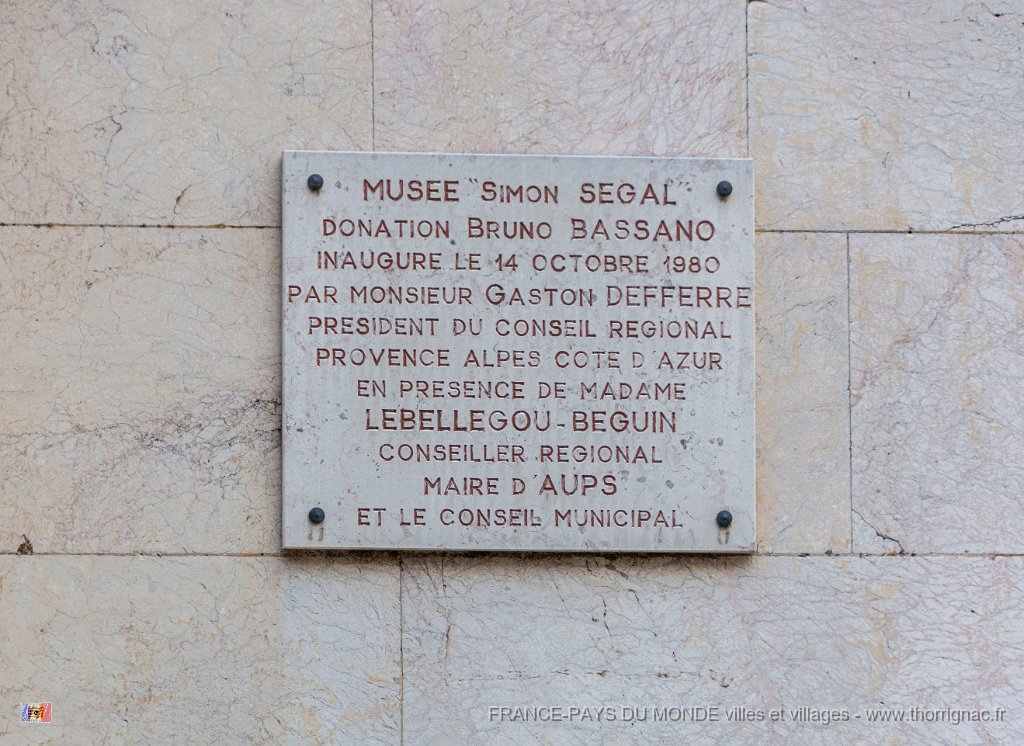 MUSEE "SIMON SEGAL"
DONATION BRUNO BASSANO
INAUGURE LE 14 OCTOBRE 1980
PAR MONSIEUR GASTON DEFFERRE
PRESIDENT DU CONSEIL REGIONAL
PROVENCE ALPES COTE D'AZUR
EN PRESENCE DE MADAME
LEBELLEGOU-BEGUIN
CONSEILLER REGIONAL
MAIRE D'AUPS
ET LE CONSEIL MUNICIPAL
FRANCE-PAYS DU MONDE villes et villages - www.thorrignac.fr